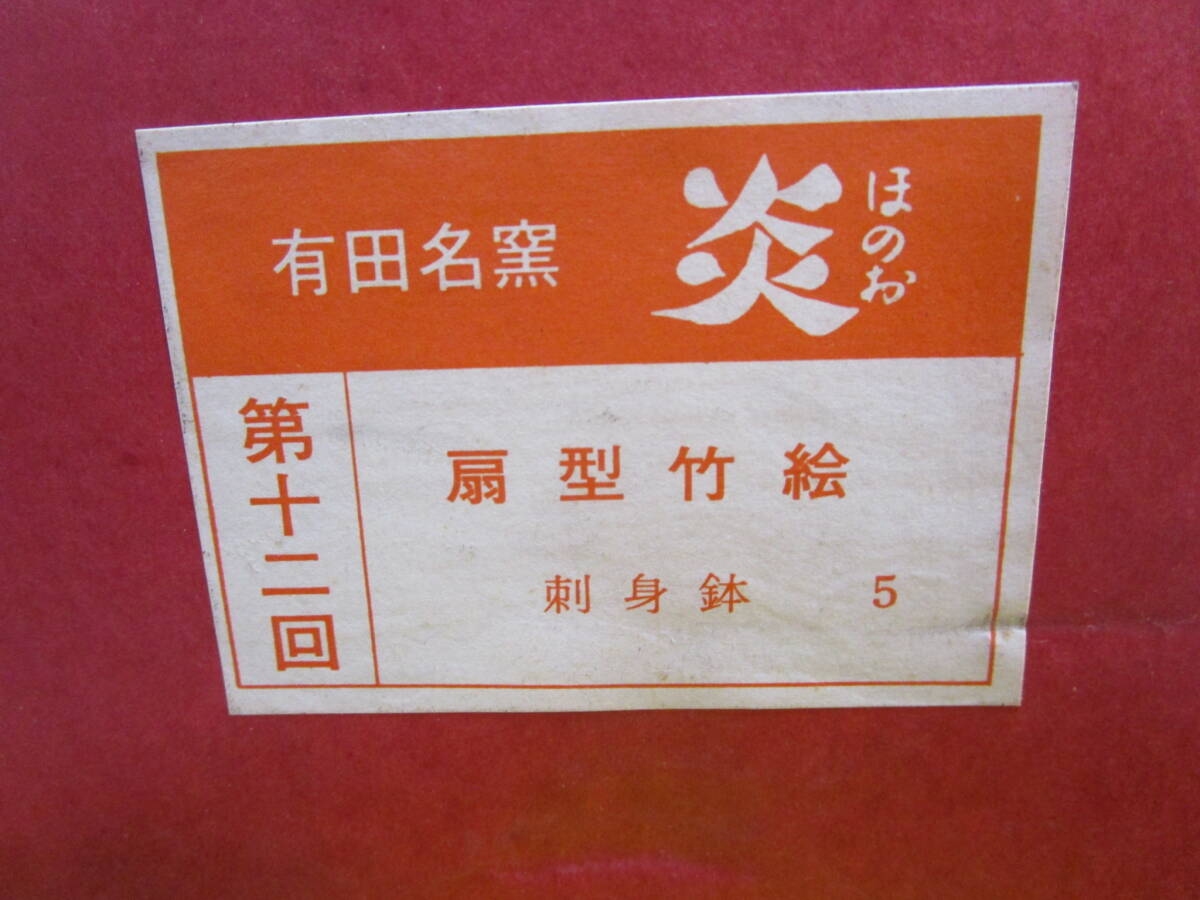 有田名窯
炎
ほのお
第十二回
扇型竹絵
刺身鉢 5